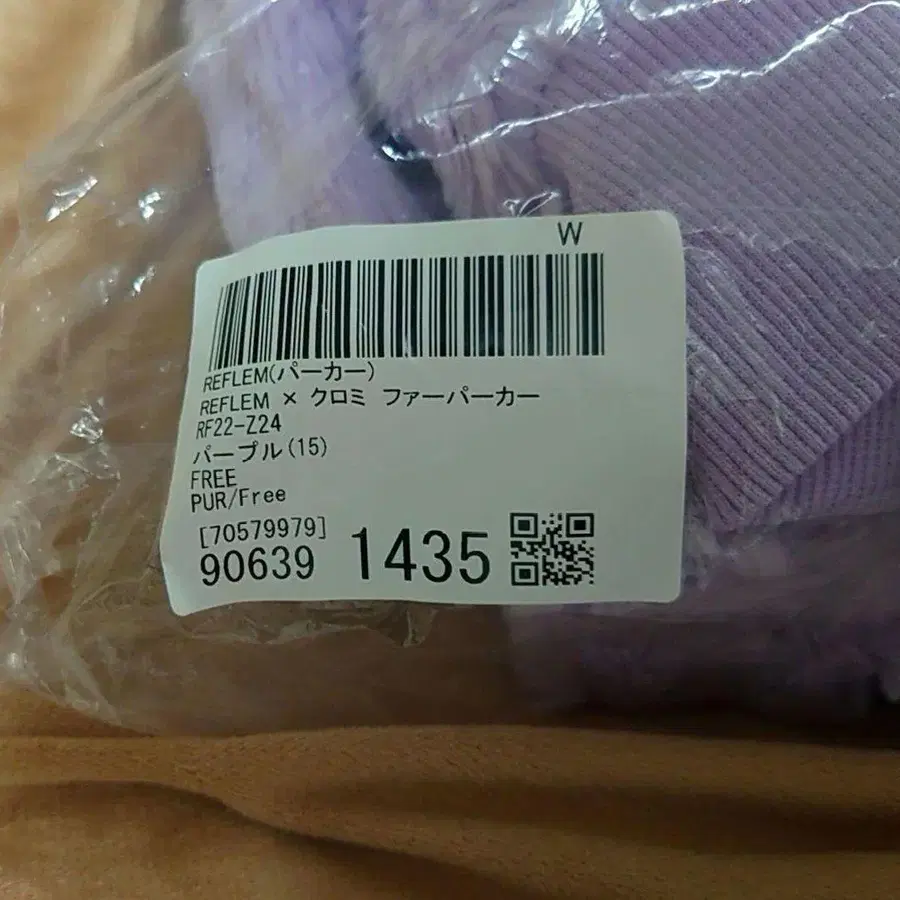 W
REFLEM(パーカー)
REFLEM × クロミ ファーパーカー
RF22-Z24
パープル(15)
FREE
PUR/Free
[70579979]
90639 1435